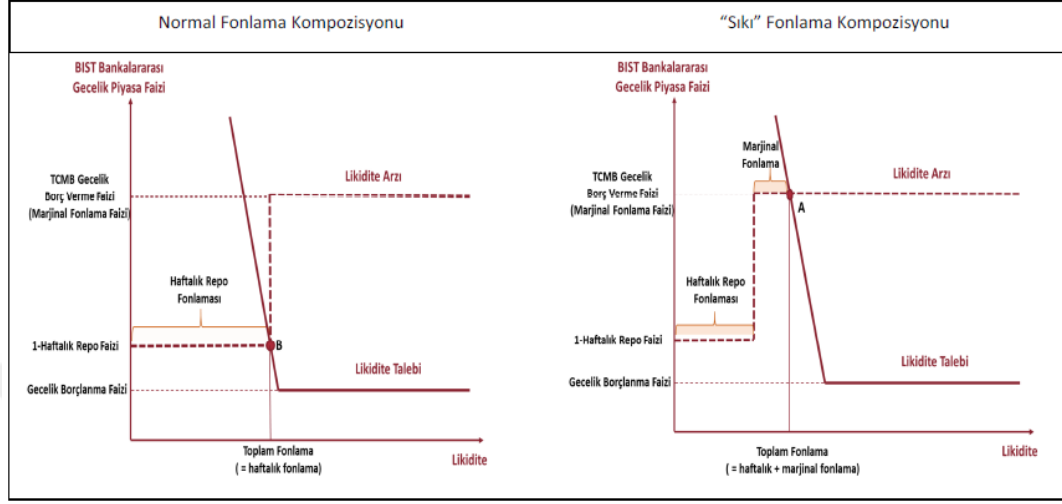 Normal Fonlama Kompozisyonu
“Sıkı” Fonlama Kompozisyonu
BIST Bankalararası
Gecelik Piyasa Faizi
TCMB Gecelik
Borç Verme Faizi
(Marjinal Fonlama Faizi)
Likidite Arzı
Haftalık Repo
Fonlaması
1-Haftalık Repo Faizi
B
Likidite Talebi
Gecelik Borçlanma Faizi
Toplam Fonlama
( = haftalık fonlama)
Likidite
BIST Bankalararası
Gecelik Piyasa Faizi
Marjinal
Fonlama
TCMB Gecelik
Borç Verme Faizi
(Marjinal Fonlama Faizi)
Likidite Arzı
A
Haftalık Repo
Fonlaması
1-Haftalık Repo Faizi
Likidite Talebi
Gecelik Borçlanma Faizi
Toplam Fonlama
( = haftalık + marjinal fonlama)
Likidite